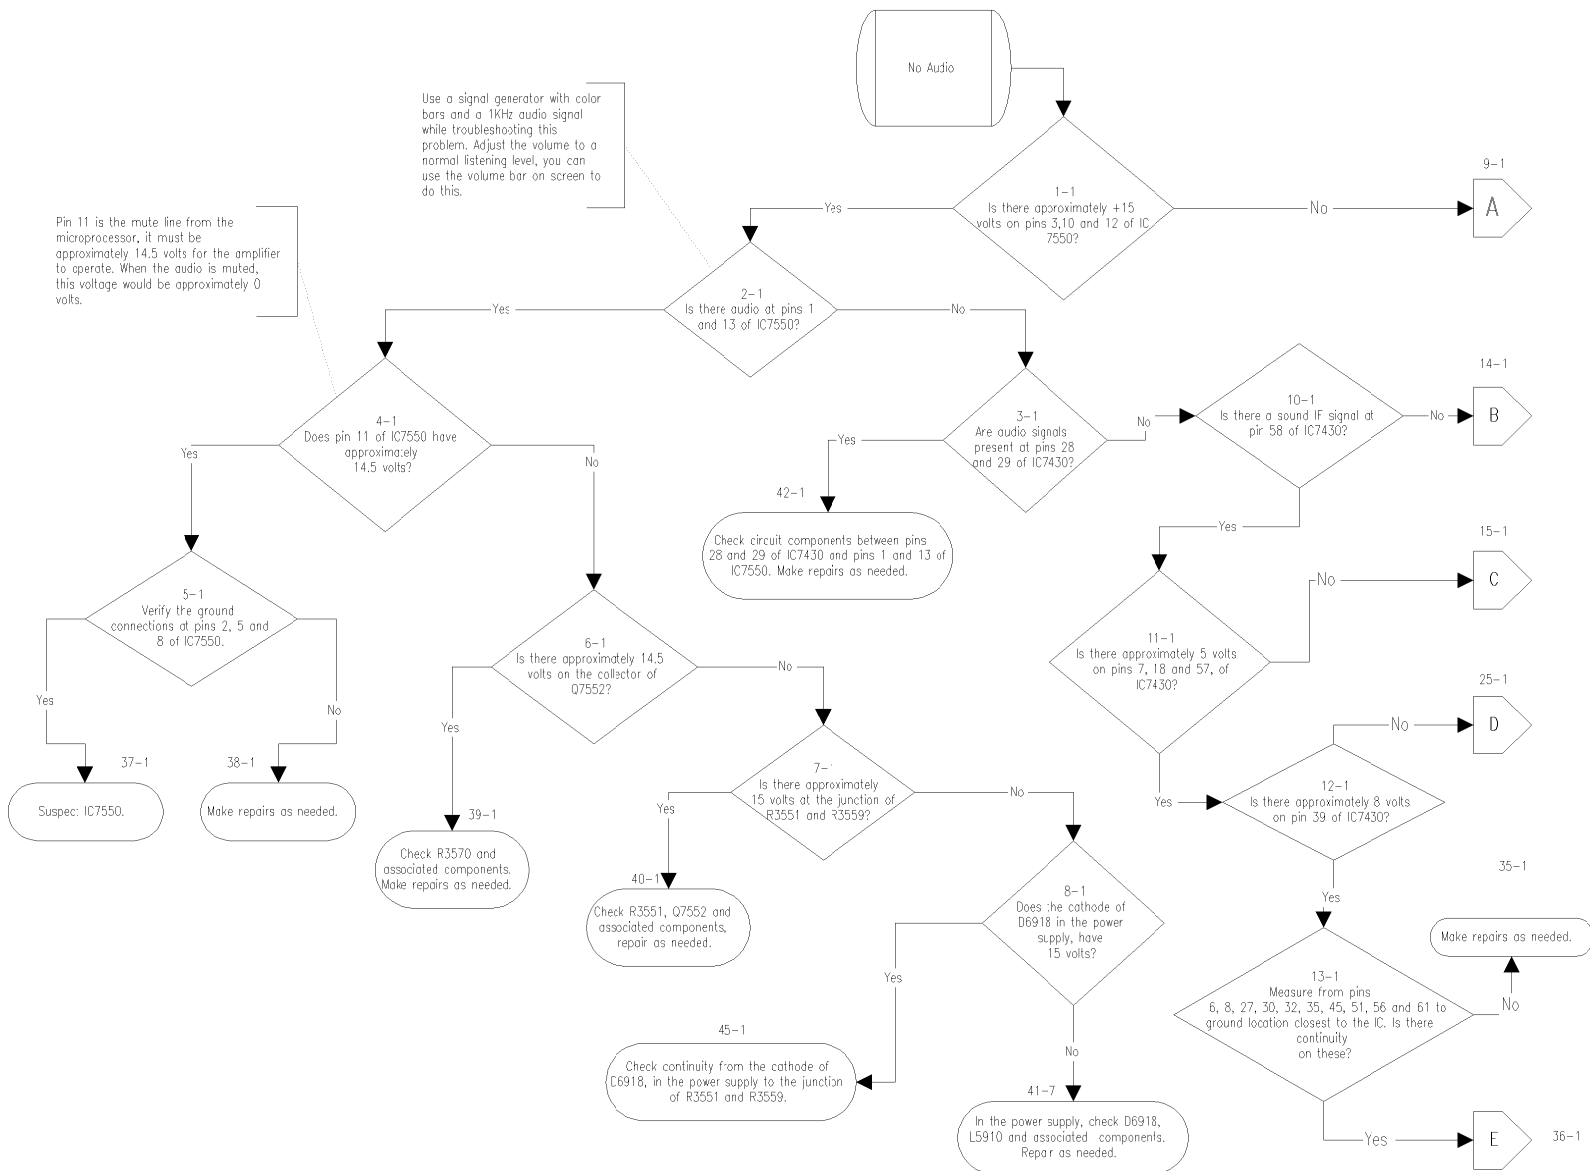 No Audio
Use a signal generator with color
bars and a 1KHz audio signal
while troubleshooting this
problem. Adjust the volume to a
normal listening level, you can
use the volume bar on screen to
do this.
Pin 11 is the mute line from the
microprocessor, it must be
approximately 14.5 volts for the amplifier
to operate. When the audio is muted,
this voltage would be approximately 0
volts.
1-1
Is there approximately +15
volts on pins 3,10 and 12 of IC
7550?
Yes
No
9-1
A
2-1
Is there audio at pins 1
and 13 of IC7550?
Yes
No
4-1
Does pin 11 of IC7550 have
approximately
14.5 volts?
Yes
No
3-1
Are audio signals
present at pins 28
and 29 of IC7430?
Yes
No
10-1
Is there a sound IF signal at
pin 58 of IC7430?
No
14-1
B
Yes
42-1
Check circuit components between pins
28 and 29 of IC7430 and pins 1 and 13 of
IC7550. Make repairs as needed.
5-1
Verify the ground
connections at pins 2, 5 and
8 of IC7550.
Yes
No
6-1
Is there approximately 14.5
volts on the collector of
Q7552?
Yes
No
11-1
Is there approximately 5 volts
on pins 7, 18 and 57, of
IC7430?
No
15-1
C
Yes
37-1
Suspec: IC7550.
38-1
Make repairs as needed.
7-
Is there approximately
15 volts at the junction of
R3551 and R3559?
Yes
No
12-1
Is there approximately 8 volts
on pin 39 of IC7430?
No
25-1
D
Yes
39-1
Check R3570 and
associated components.
Make repairs as needed.
40-1
Check R3551, Q7552 and
associated components,
repair as needed.
8-1
Does the cathode of
D6918 in the power
supply, have
15 volts?
Yes
No
35-1
Make repairs as needed.
13-1
Measure from pins
6, 8, 27, 30, 32, 35, 45, 51, 56 and 61 to
ground location closest to the IC. Is there
continuity
on these?
No
Yes
E
36-1
45-1
Check continuity from the cathode of
D6918, in the power supply to the junction
of R3551 and R3559.
41-7
In the power supply, check D6918,
L5910 and associated components.
Repair as needed.